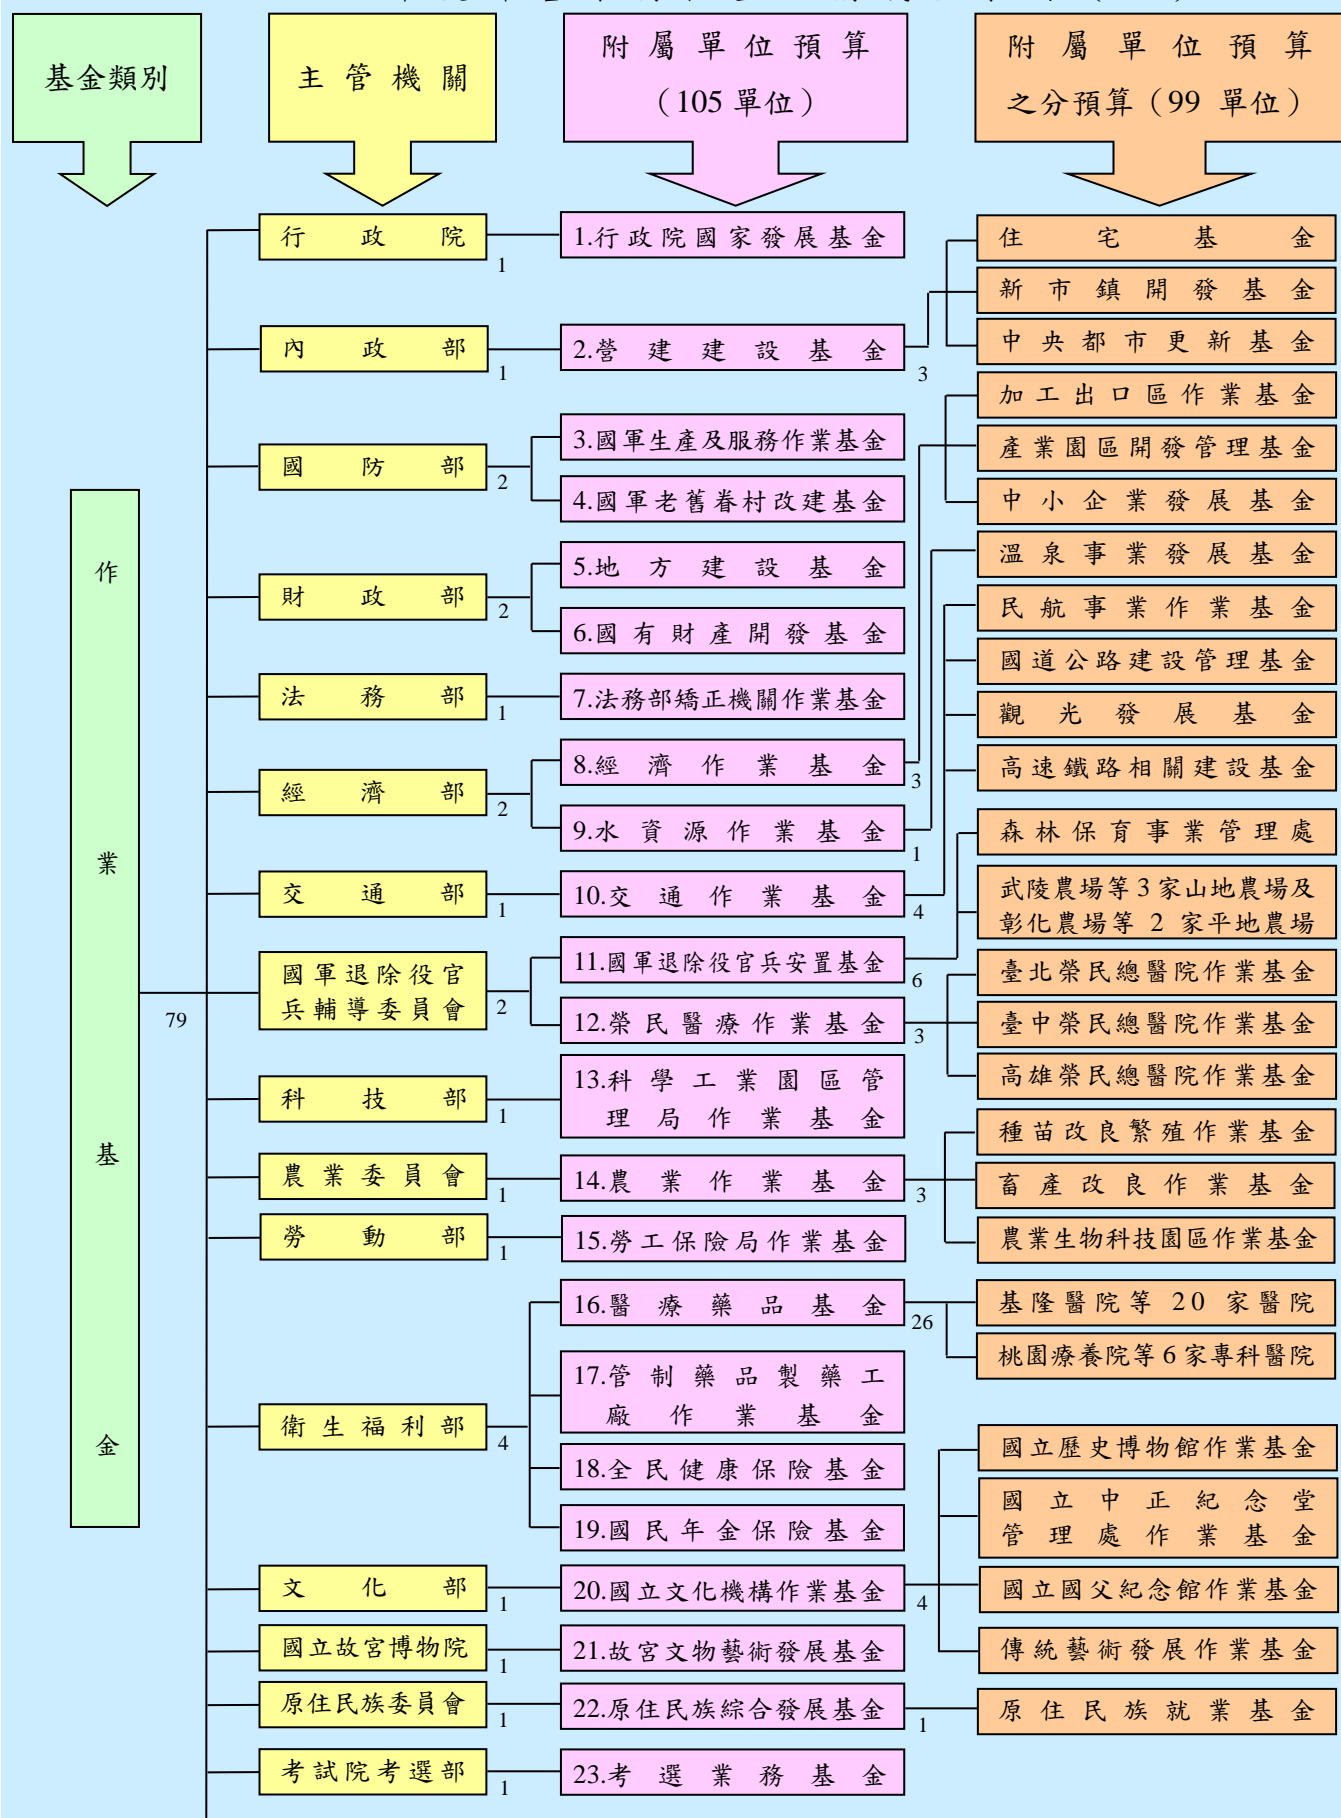 基金類別
主管機關
附屬單位預算
（105 單位）
附屬單位預算
之分預算（99 單位）
作業基金
79
行政院
1
1.行政院國家發展基金
內政部
1
2.營建建設基金
3
住宅基金
新市鎮開發基金
中央都市更新基金
國防部
2
3.國軍生產及服務作業基金
4.國軍老舊眷村改建基金
財政部
2
5.地方建設基金
6.國有財產開發基金
法務部
1
7.法務部矯正機關作業基金
經濟部
2
8.經濟作業基金
3
加工出口區作業基金
產業園區開發管理基金
中小企業發展基金
9.水資源作業基金
1
溫泉事業發展基金
交通部
1
10.交通作業基金
4
民航事業作業基金
國道公路建設管理基金
觀光發展基金
高速鐵路相關建設基金
國軍退除役官
兵輔導委員會
2
11.國軍退除役官兵安置基金
6
森林保育事業管理處
武陵農場等3家山地農場及
彰化農場等 2 家平地農場
12.榮民醫療作業基金
3
臺北榮民總醫院作業基金
臺中榮民總醫院作業基金
高雄榮民總醫院作業基金
科技部
1
13.科學工業園區管
理局作業基金
農業委員會
1
14.農業作業基金
3
種苗改良繁殖作業基金
畜產改良作業基金
農業生物科技園區作業基金
勞動部
1
15.勞工保險局作業基金
衛生福利部
4
16.醫療藥品基金
26
基隆醫院等 20 家醫院
桃園療養院等6家專科醫院
17.管制藥品製藥工
廠作業基金
18.全民健康保險基金
19.國民年金保險基金
文化部
1
20.國立文化機構作業基金
4
國立歷史博物館作業基金
國立中正紀念堂
管理處作業基金
國立國父紀念館作業基金
傳統藝術發展作業基金
國立故宮博物院
1
21.故宮文物藝術發展基金
原住民族委員會
1
22.原住民族綜合發展基金
1
原住民族就業基金
考試院考選部
1
23.考選業務基金